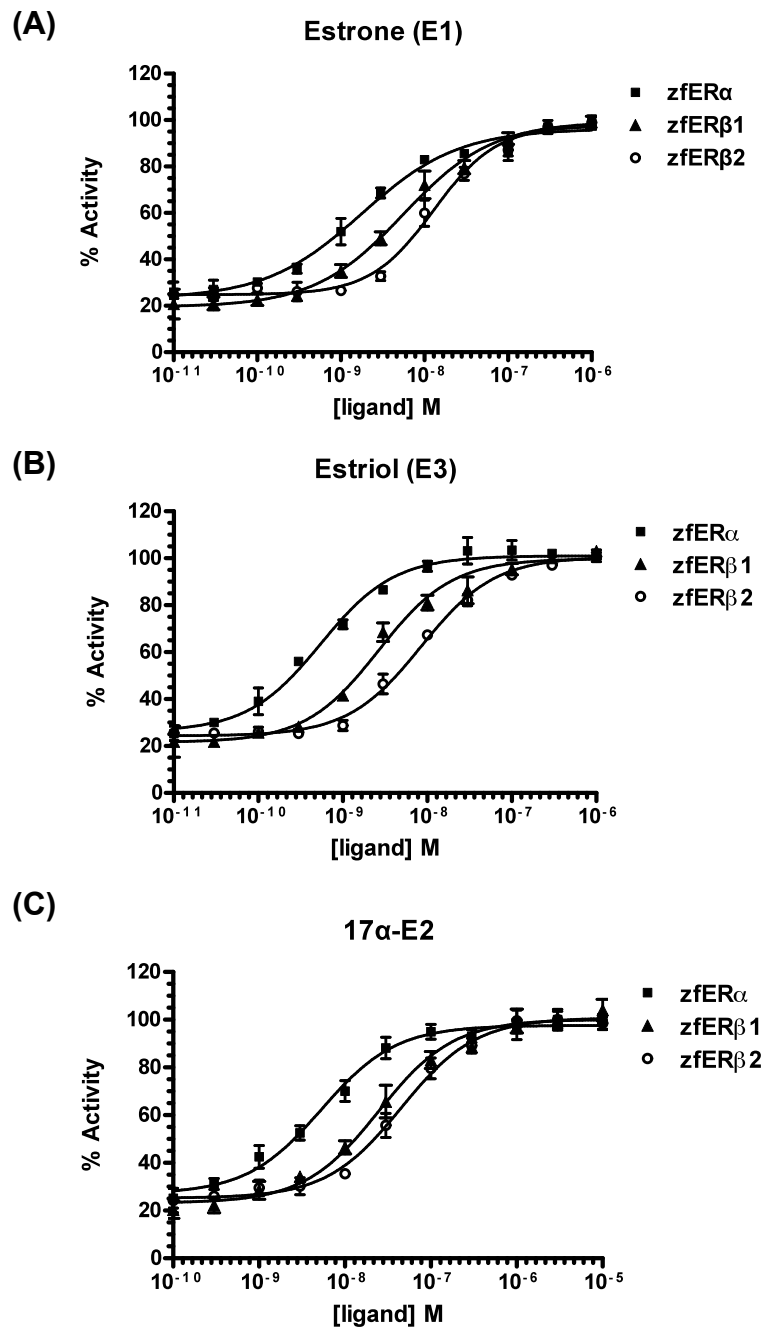 (A)
Estrone (E1)
120
100
80
60
40
20
0
% Activity
10⁻¹¹ 10⁻¹⁰ 10⁻⁹ 10⁻⁸ 10⁻⁷ 10⁻⁶
[ligand] M
zfERα
zfERβ1
zfERβ2
(B)
Estriol (E3)
120
100
80
60
40
20
0
% Activity
10⁻¹¹ 10⁻¹⁰ 10⁻⁹ 10⁻⁸ 10⁻⁷ 10⁻⁶
[ligand] M
zfERα
zfERβ1
zfERβ2
(C)
17α-E2
120
100
80
60
40
20
0
% Activity
10⁻¹⁰ 10⁻⁹ 10⁻⁸ 10⁻⁷ 10⁻⁶ 10⁻⁵
[ligand] M
zfERα
zfERβ1
zfERβ2